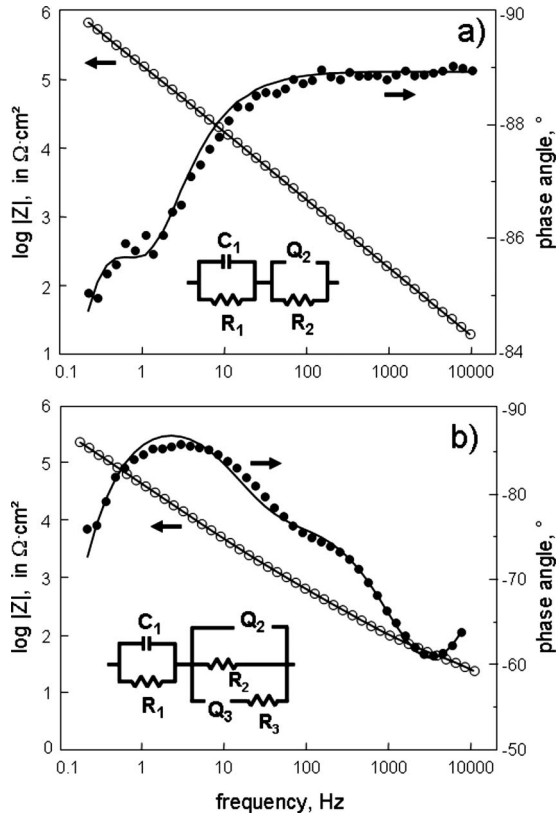 a)
log |Z|, in Ω·cm²
6
5
4
3
2
1
-90
-88
-86
-84
phase angle, °
C1
R1
Q2
R2
0.1 1 10 100 1000 10000
b)
log |Z|, in Ω·cm²
6
5
4
3
2
1
0
-90
-80
-70
-60
-50
phase angle, °
C1
R1
Q2
R2
Q3
R3
0.1 1 10 100 1000 10000
frequency, Hz